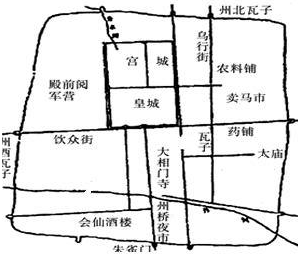 州北瓦子
乌行街
宫 城
农料铺
殿前阅
军营
卖马市
皇城
药铺
饮众街
瓦子
州西瓦子
太庙
大相门寺
会仙酒楼
州桥夜市
朱雀门